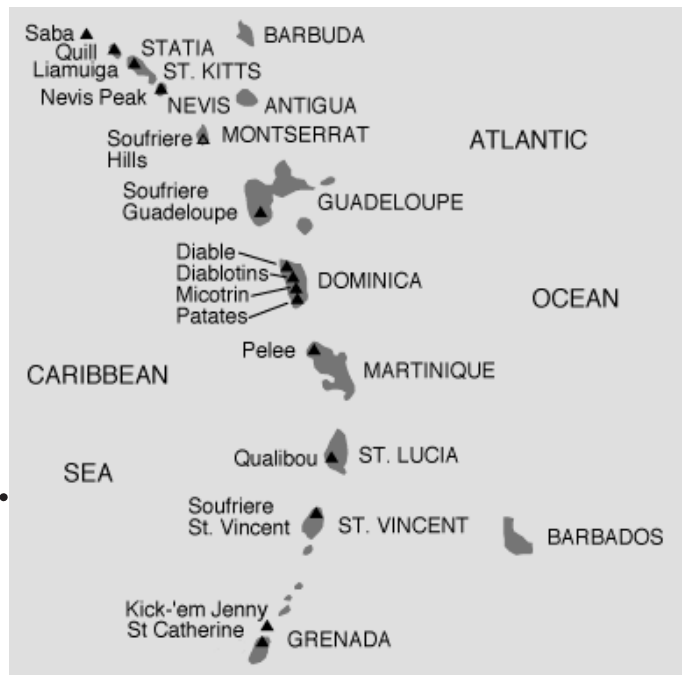 Saba
BARBUDA
Quill
STATIA
Liamuiga
ST. KITTS
Nevis Peak
NEVIS
ANTIGUA
Soufriere
Hills
MONTSERRAT
ATLANTIC
Soufriere
Guadeloupe
GUADELOUPE
Diable
Diablotins
DOMINICA
Micotrin
Patates
OCEAN
Pelee
CARIBBEAN
MARTINIQUE
Qualibou
ST. LUCIA
SEA
Soufriere
St. Vincent
ST. VINCENT
BARBADOS
Kick-'em Jenny
St Catherine
GRENADA